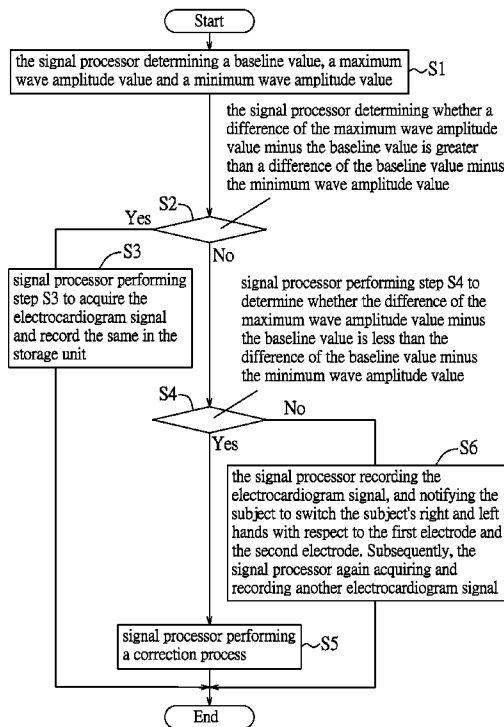 Start
the signal processor determining a baseline value, a maximum
wave amplitude value and a minimum wave amplitude value
S1
the signal processor determining whether a
difference of the maximum wave amplitude
value minus the baseline value is greater
than a difference of the baseline value minus
the minimum wave amplitude value
S2
Yes
No
S3
signal processor performing
step S3 to acquire the
electrocardiogram signal
and record the same in the
storage unit
signal processor performing step S4 to
determine whether the difference of the
maximum wave amplitude value minus
the baseline value is less than the
difference of the baseline value minus
the minimum wave amplitude value
S4
No
Yes
S6
the signal processor recording the
electrocardiogram signal, and notifying the
subject to switch the subject's right and left
hands with respect to the first electrode and
the second electrode. Subsequently, the
signal processor again acquiring and
recording another electrocardiogram signal
signal processor performing
a correction process
S5
End